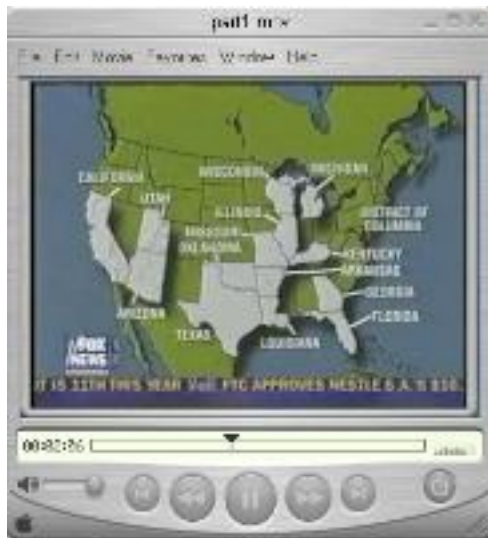 part1.mov
File Edit Movie Favorites Window Help
WISCONSIN MICHIGAN
CALIFORNIA
UTAH
ILLINOIS
DISTRICT OF
COLUMBIA
MISSOURI
OKLAHOMA
KENTUCKY
ARKANSAS
GEORGIA
ARIZONA
FLORIDA
TEXAS
LOUISIANA
FOX
NEWS
IT IS 11TH THIS YEAR FTC APPROVES NESTLE S.A.'S $10.
00:02:26